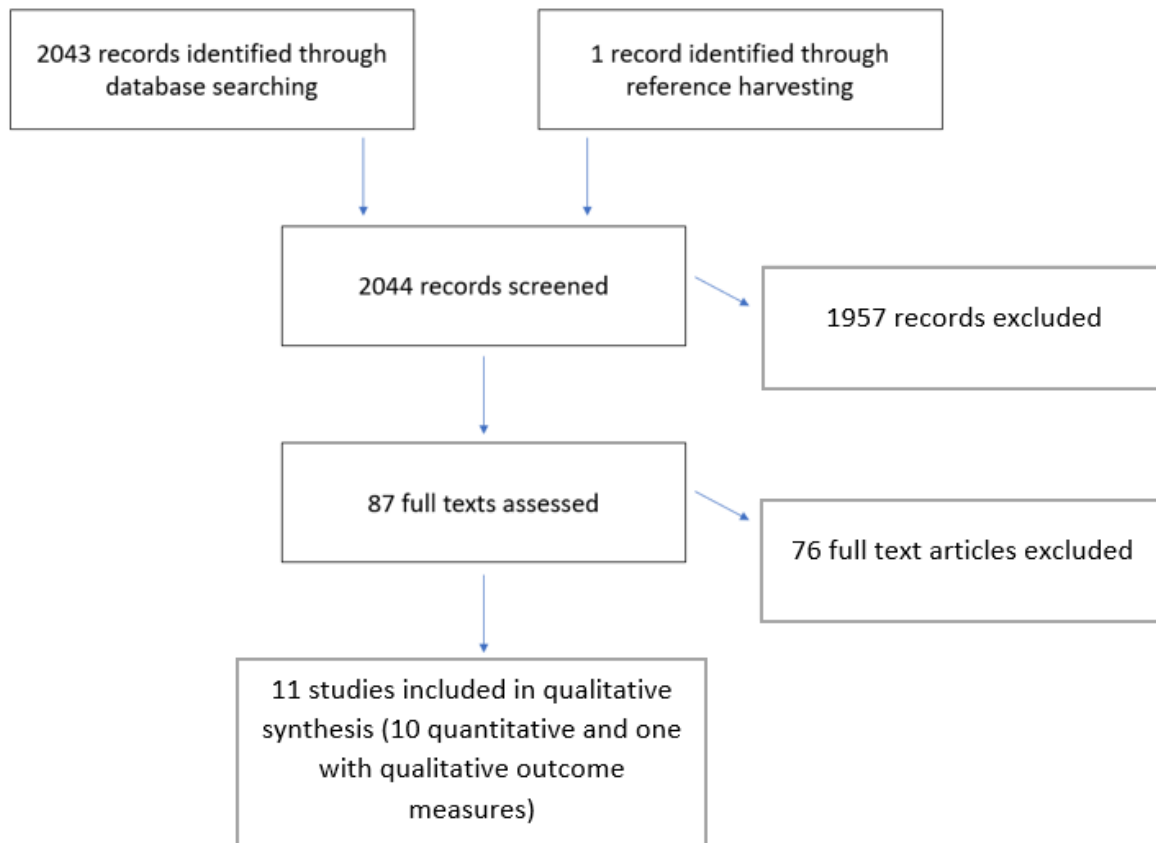 2043 records identified through
database searching
1 record identified through
reference harvesting
2044 records screened
1957 records excluded
87 full texts assessed
76 full text articles excluded
11 studies included in qualitative
synthesis (10 quantitative and one
with qualitative outcome
measures)